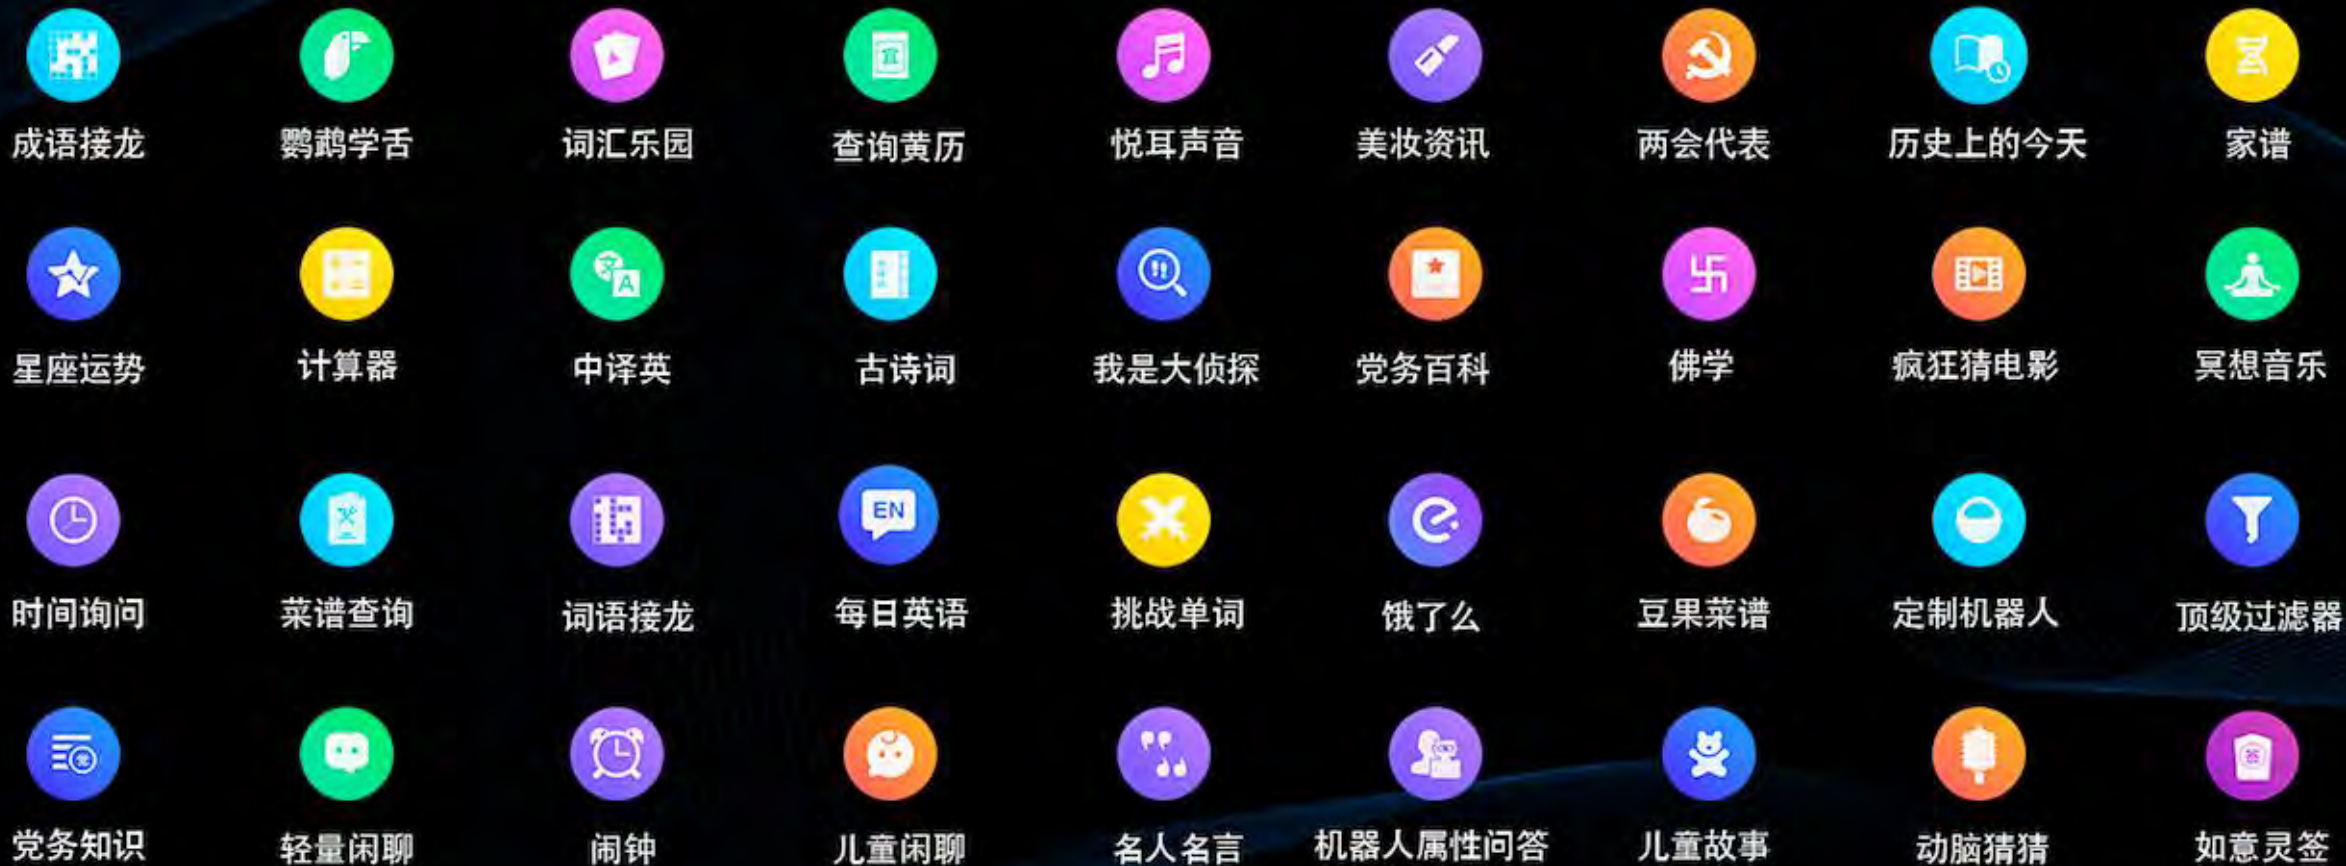 成语接龙 鹦鹉学舌 词汇乐园 查询黄历 悦耳声音 美妆资讯 两会代表 历史上的今天 家谱
星座运势 计算器 中译英 古诗词 我是大侦探 党务百科 佛学 疯狂猜电影 冥想音乐
EN
时间询问 菜谱查询 词语接龙 每日英语 挑战单词 饿了么 豆果菜谱 定制机器人 顶级过滤器
党务知识 轻量闲聊 闹钟 儿童闲聊 名人名言 机器人属性问答 儿童故事 动脑猜猜 如意灵签